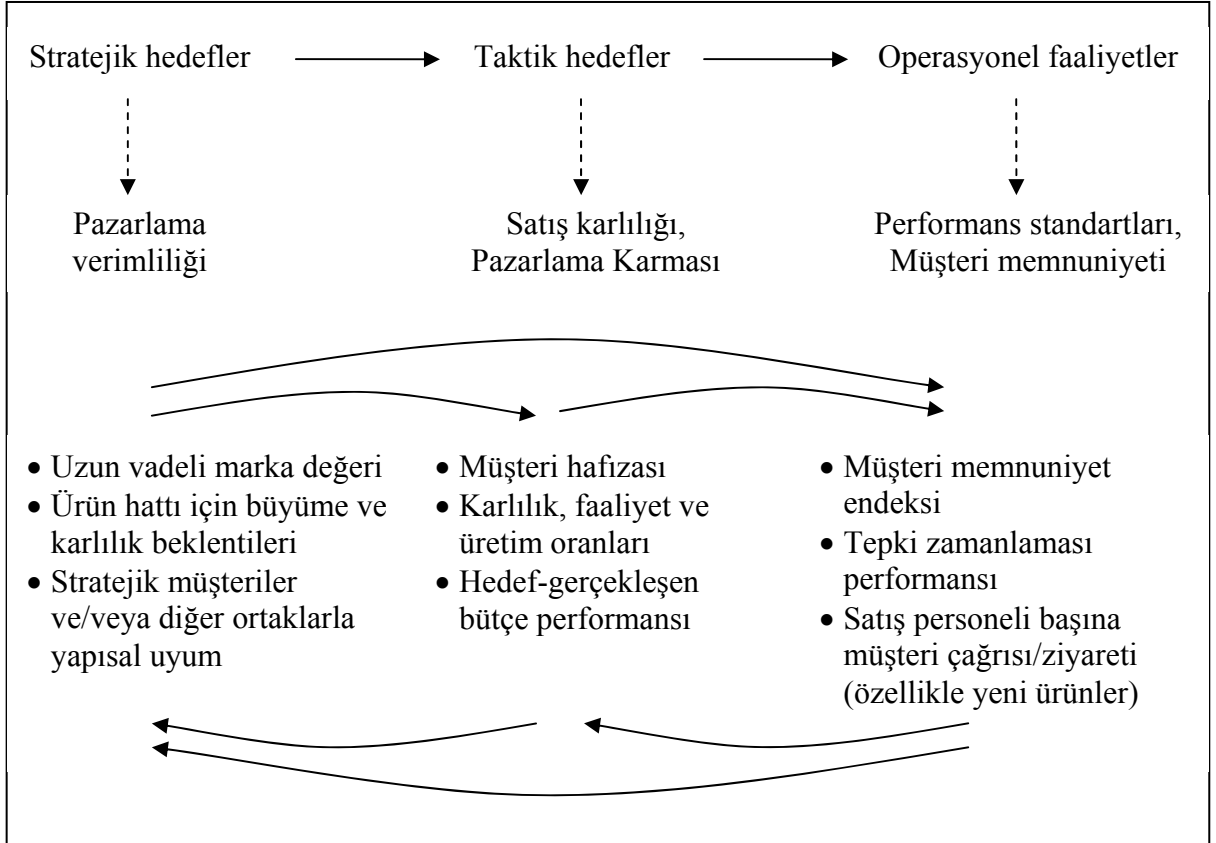 Stratejik hedefler
Taktik hedefler
Operasyonel faaliyetler
Pazarlama
verimliliği
Satış karlılığı,
Pazarlama Karması
Performans standartları,
Müşteri memnuniyeti
• Uzun vadeli marka değeri
• Ürün hattı için büyüme ve
karlılık beklentileri
• Stratejik müşteriler
ve/veya diğer ortaklarla
yapısal uyum
• Müşteri hafızası
• Karlılık, faaliyet ve
üretim oranları
• Hedef-gerçekleşen
bütçe performansı
• Müşteri memnuniyet
endeksi
• Tepki zamanlaması
performansı
• Satış personeli başına
müşteri çağrısı/ziyareti
(özellikle yeni ürünler)